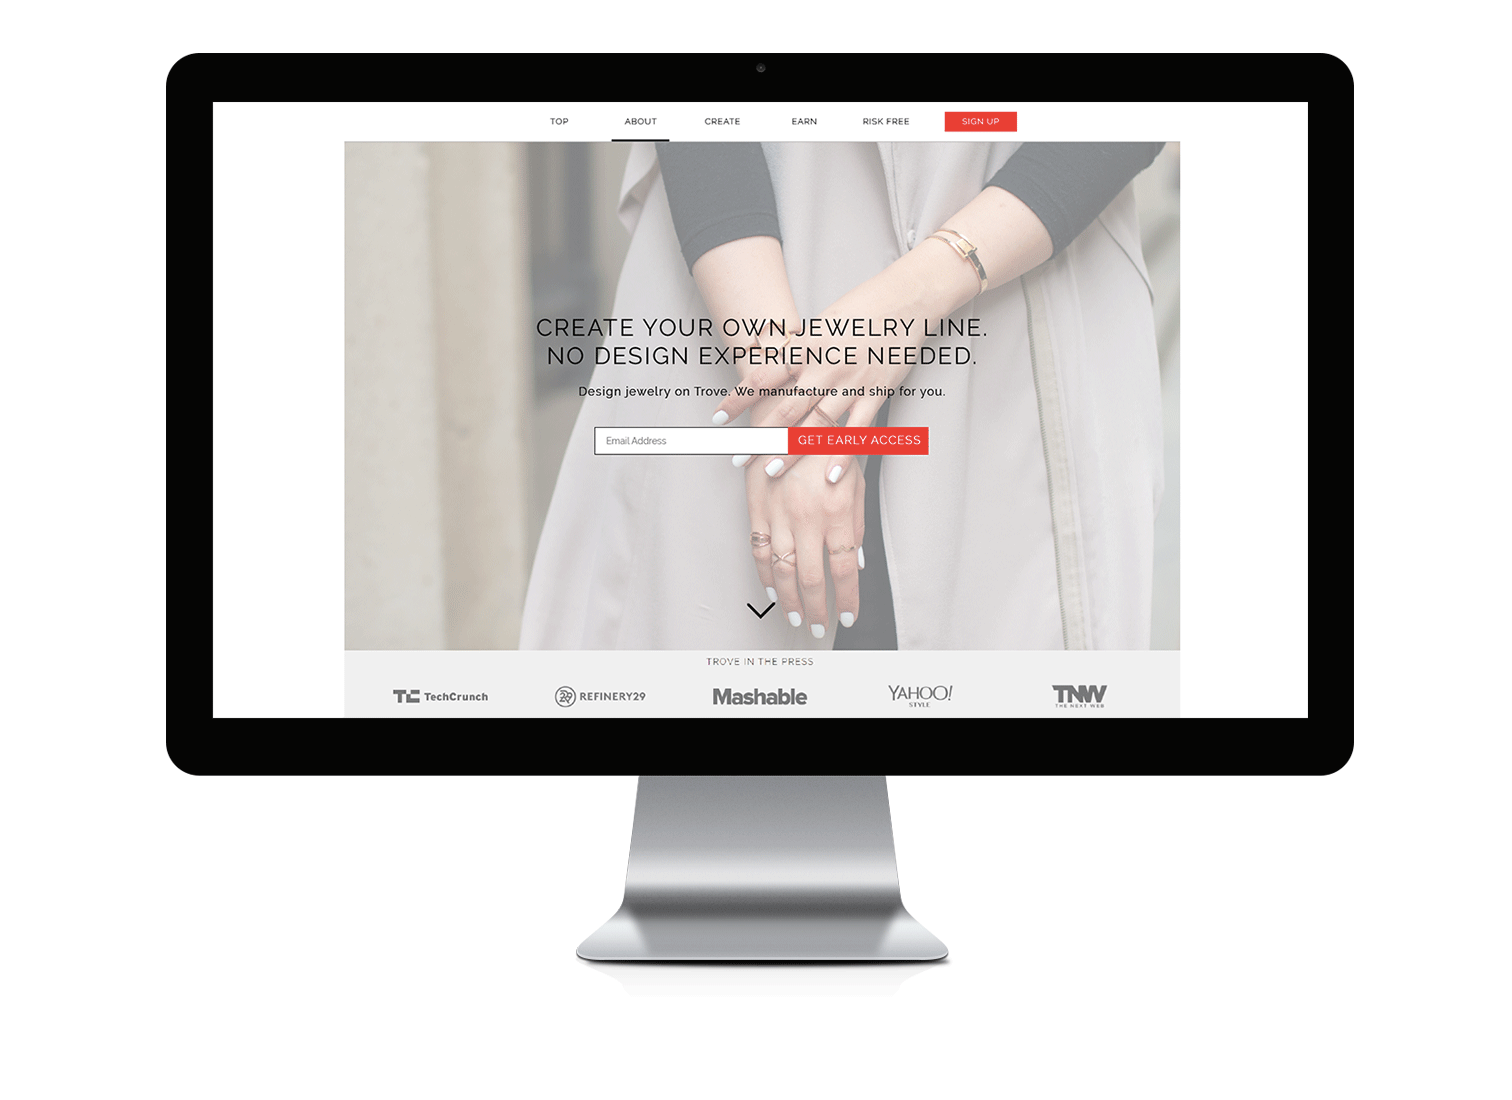 TOP ABOUT CREATE EARN RISK FREE SIGN UP
CREATE YOUR OWN JEWELRY LINE.
NO DESIGN EXPERIENCE NEEDED.
Design jewelry on Trove. We manufacture and ship for you.
Email Address GET EARLY ACCESS
TROVE IN THE PRESS
TC TechCrunch
29 REFINERY29
Mashable
YAHOO!
STYLE
TNW
THE NEXT WEB